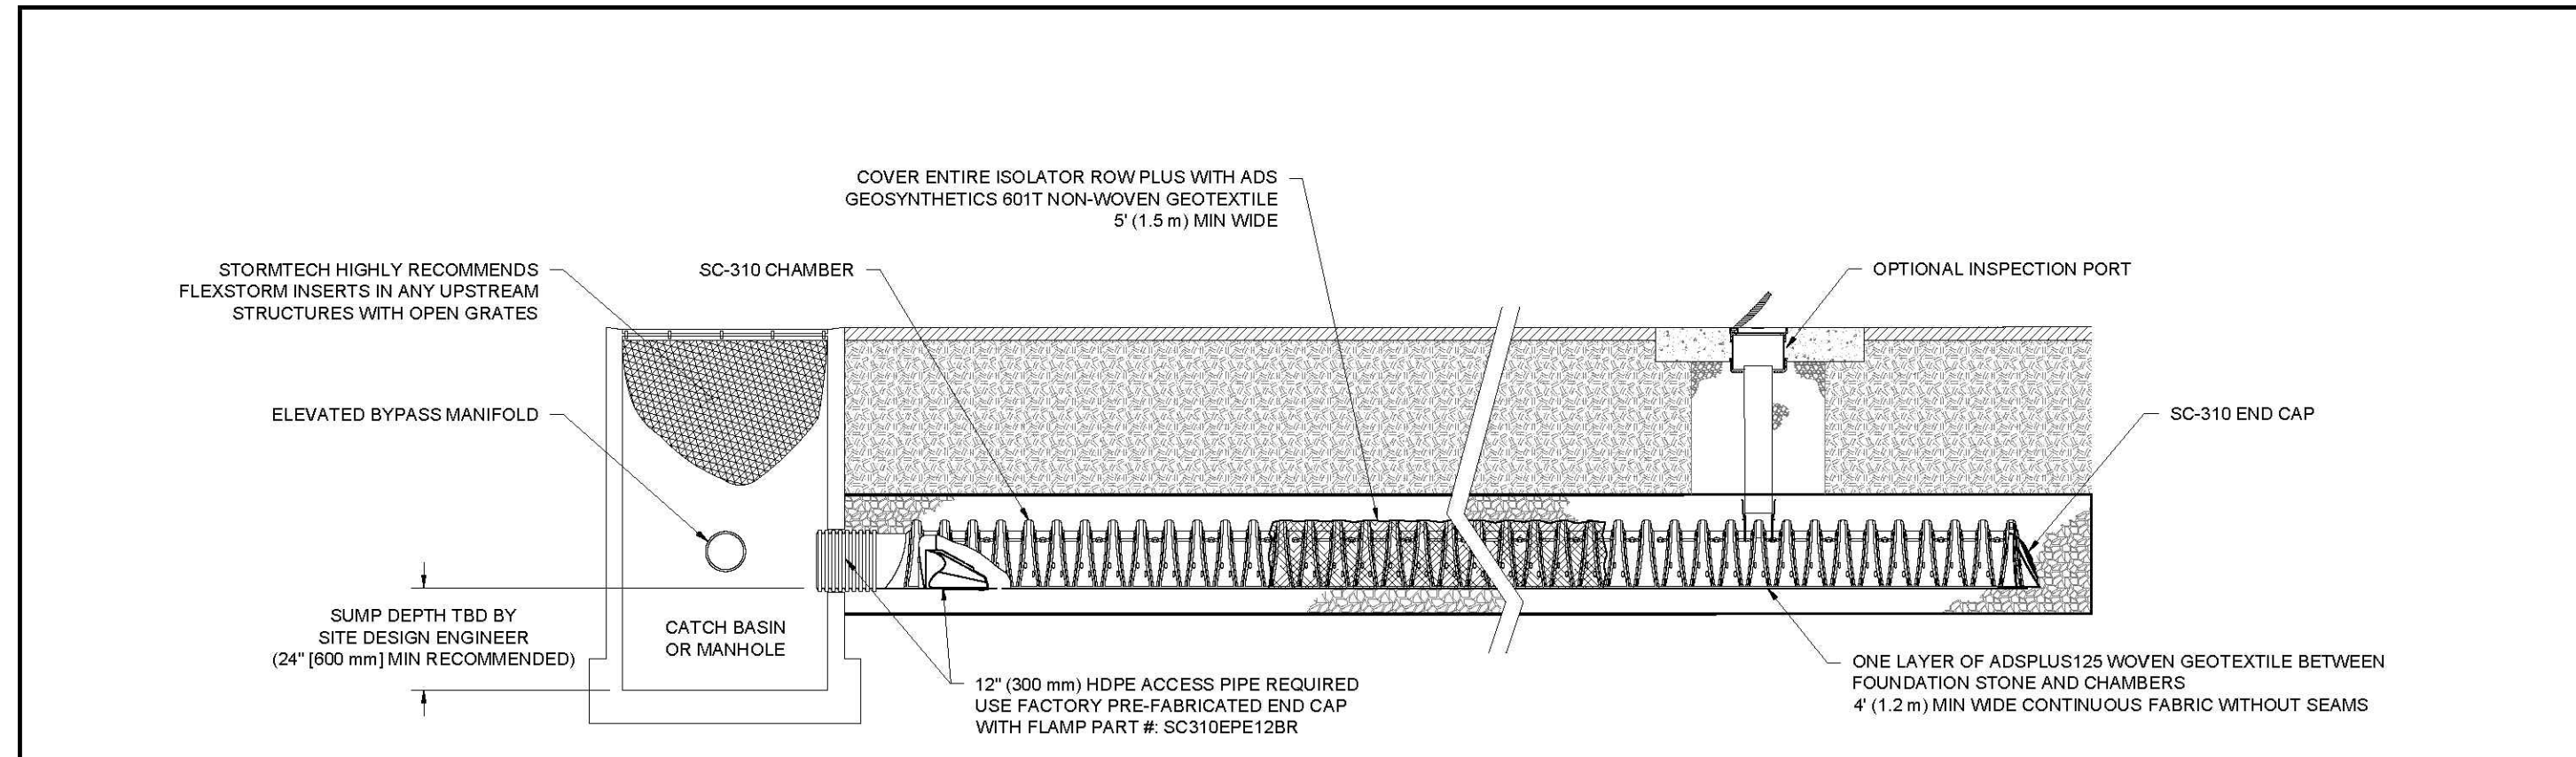 COVER ENTIRE ISOLATOR ROW PLUS WITH ADS
GEOSYNTHETICS 601T NON-WOVEN GEOTEXTILE
5' (1.5 m) MIN WIDE
STORMTECH HIGHLY RECOMMENDS
FLEXSTORM INSERTS IN ANY UPSTREAM
STRUCTURES WITH OPEN GRATES
SC-310 CHAMBER
OPTIONAL INSPECTION PORT
ELEVATED BYPASS MANIFOLD
SC-310 END CAP
SUMP DEPTH TBD BY
SITE DESIGN ENGINEER
(24" [600 mm] MIN RECOMMENDED)
CATCH BASIN
OR MANHOLE
12" (300 mm) HDPE ACCESS PIPE REQUIRED
USE FACTORY PRE-FABRICATED END CAP
WITH FLAMP PART #: SC310EPE12BR
ONE LAYER OF ADSPLUS125 WOVEN GEOTEXTILE BETWEEN
FOUNDATION STONE AND CHAMBERS
4' (1.2 m) MIN WIDE CONTINUOUS FABRIC WITHOUT SEAMS